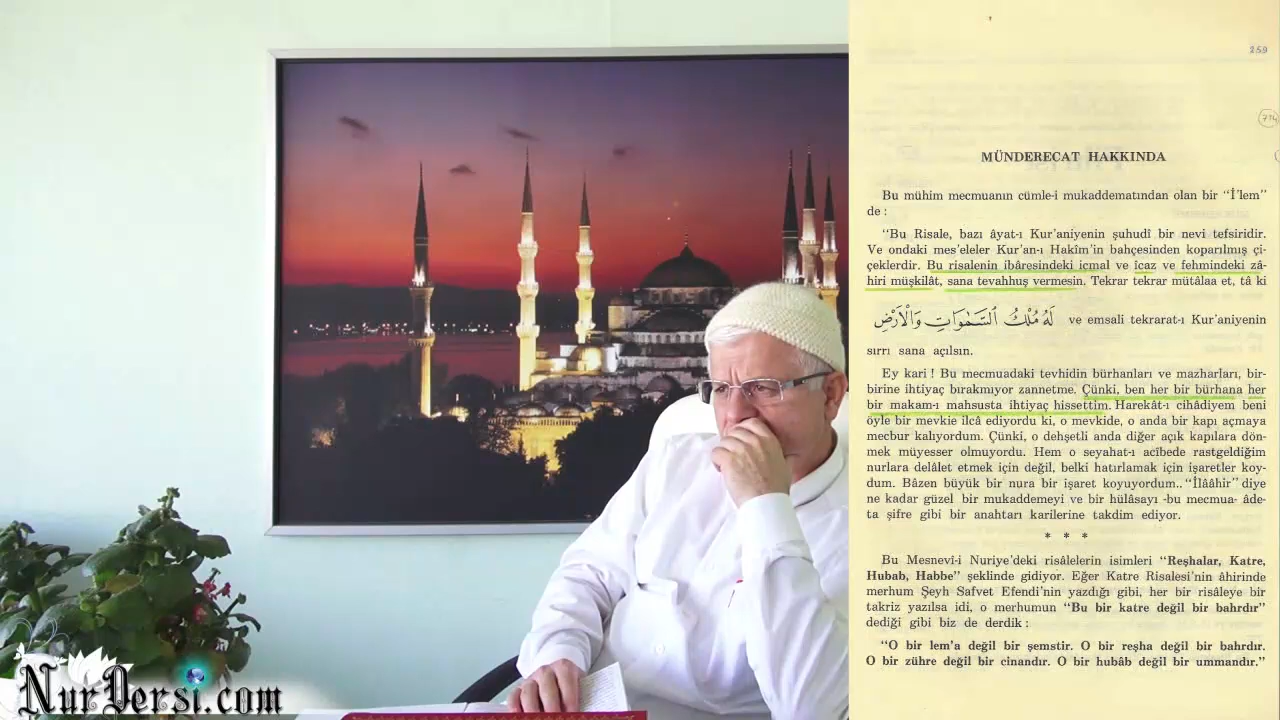 259
714
MÜNDERECAT HAKKINDA
Bu mühim mecmuanın cümle-i mukaddematından olan bir "İ'lem"
de :
"Bu Risale, bazı âyat-ı Kur'aniyenin şuhudî bir nevi tefsiridir.
Ve ondaki mes'eleler Kur'an-ı Hakîm'in bahçesinden koparılmış çi-
çeklerdir. Bu risalenin ibâresindeki icmal ve îcaz ve fehmindeki zâ-
hiri müşkilât, sana tevahhuş vermesin. Tekrar tekrar mütâlaa et, tâ ki
لَهُ مُلْكُ السَّمٰوَاتِ وَالْاَرْضِ ve emsali tekrarat-ı Kur'aniyenin
sırrı sana açılsın.
Ey kari ! Bu mecmuadaki tevhidin bürhanları ve mazharları, bir-
birine ihtiyaç bırakmıyor zannetme. Çünki, ben her bir bürhana her
bir makam-ı mahsusta ihtiyaç hissettim. Harekât-ı cihâdiyem beni
öyle bir mevkie ilcâ ediyordu ki, o mevkide, o anda bir kapı açmaya
mecbur kalıyordum. Çünki, o dehşetli anda diğer açık kapılara dön-
mek müyesser olmuyordu. Hem o seyahat-ı acîbede rastgeldiğim
nurlara delâlet etmek için değil, belki hatırlamak için işaretler koy-
dum. Bâzen büyük bir nura bir işaret koyuyordum.. "İlââhir" diye
ne kadar güzel bir mukaddemeyi ve bir hülâsayı -bu mecmua- âde-
ta şifre gibi bir anahtarı karilerine takdim ediyor.
* * *
Bu Mesnevî-i Nuriye'deki risâlelerin isimleri "Reşhalar, Katre,
Hubab, Habbe" şeklinde gidiyor. Eğer Katre Risalesi'nin âhirinde
merhum Şeyh Safvet Efendi'nin yazdığı gibi, her bir risâleye bir
takriz yazılsa idi, o merhumun "Bu bir katre değil bir bahrdır"
dediği gibi biz de derdik :
"O bir lem'a değil bir şemstir. O bir reşha değil bir bahrdır.
O bir zühre değil bir cinandır. O bir hubâb değil bir ummandır."
NurDersi.com